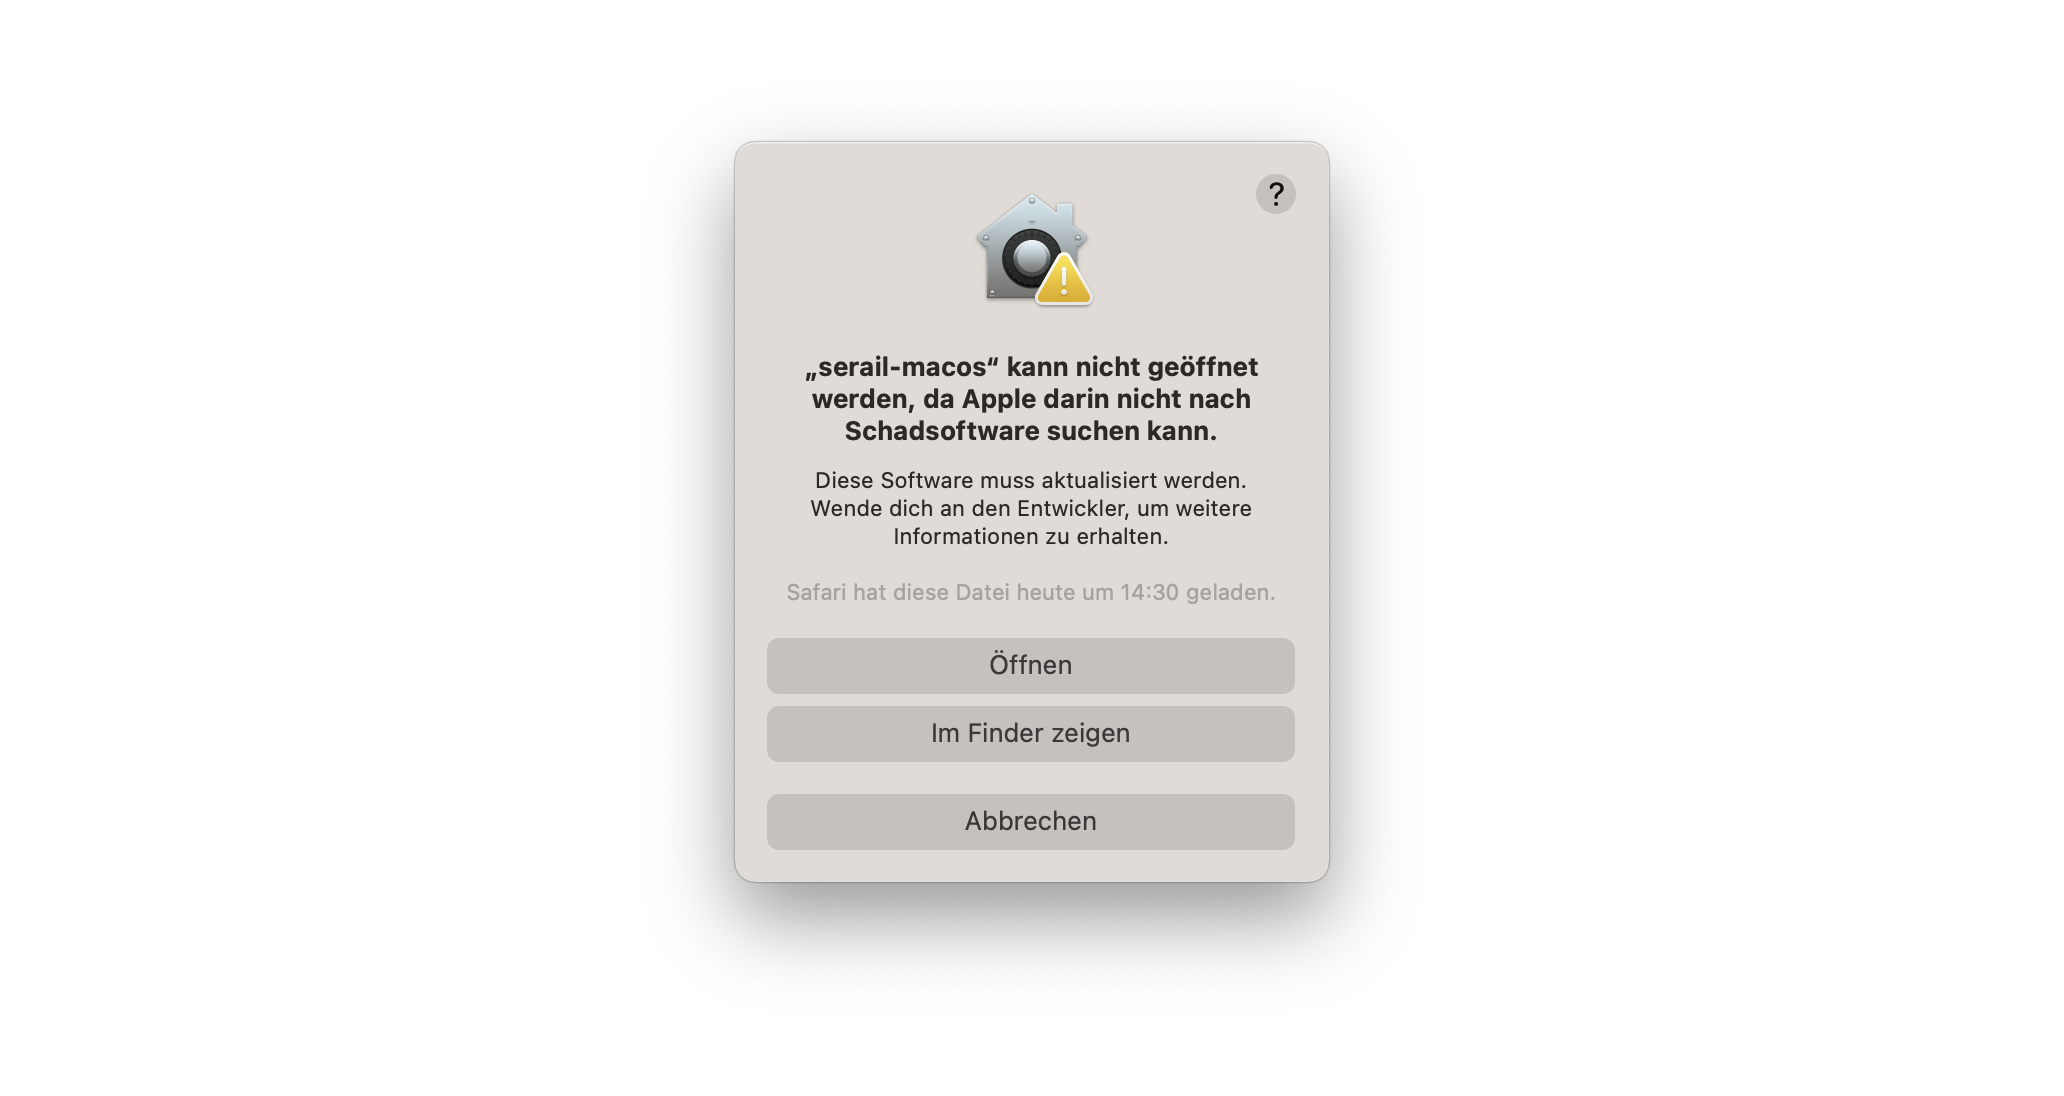 ?
„serail-macos“ kann nicht geöffnet
werden, da Apple darin nicht nach
Schadsoftware suchen kann.
Diese Software muss aktualisiert werden.
Wende dich an den Entwickler, um weitere
Informationen zu erhalten.
Safari hat diese Datei heute um 14:30 geladen.
Öffnen
Im Finder zeigen
Abbrechen